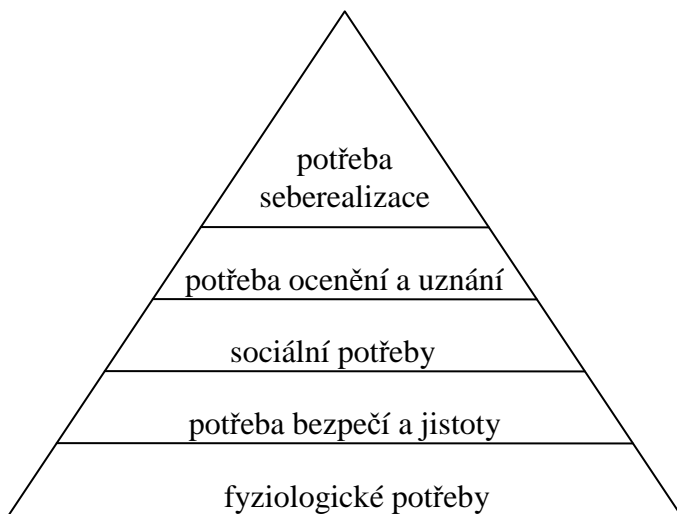 potřeba
seberealizace
potřeba ocenění a uznání
sociální potřeby
potřeba bezpečí a jistoty
fyziologické potřeby